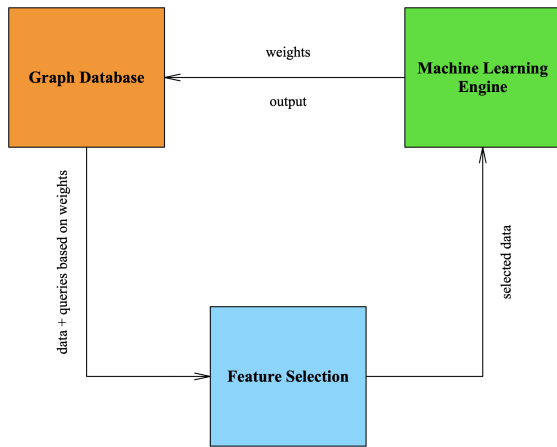 weights
Graph Database
Machine Learning
Engine
output
data + queries based on weights
selected data
Feature Selection